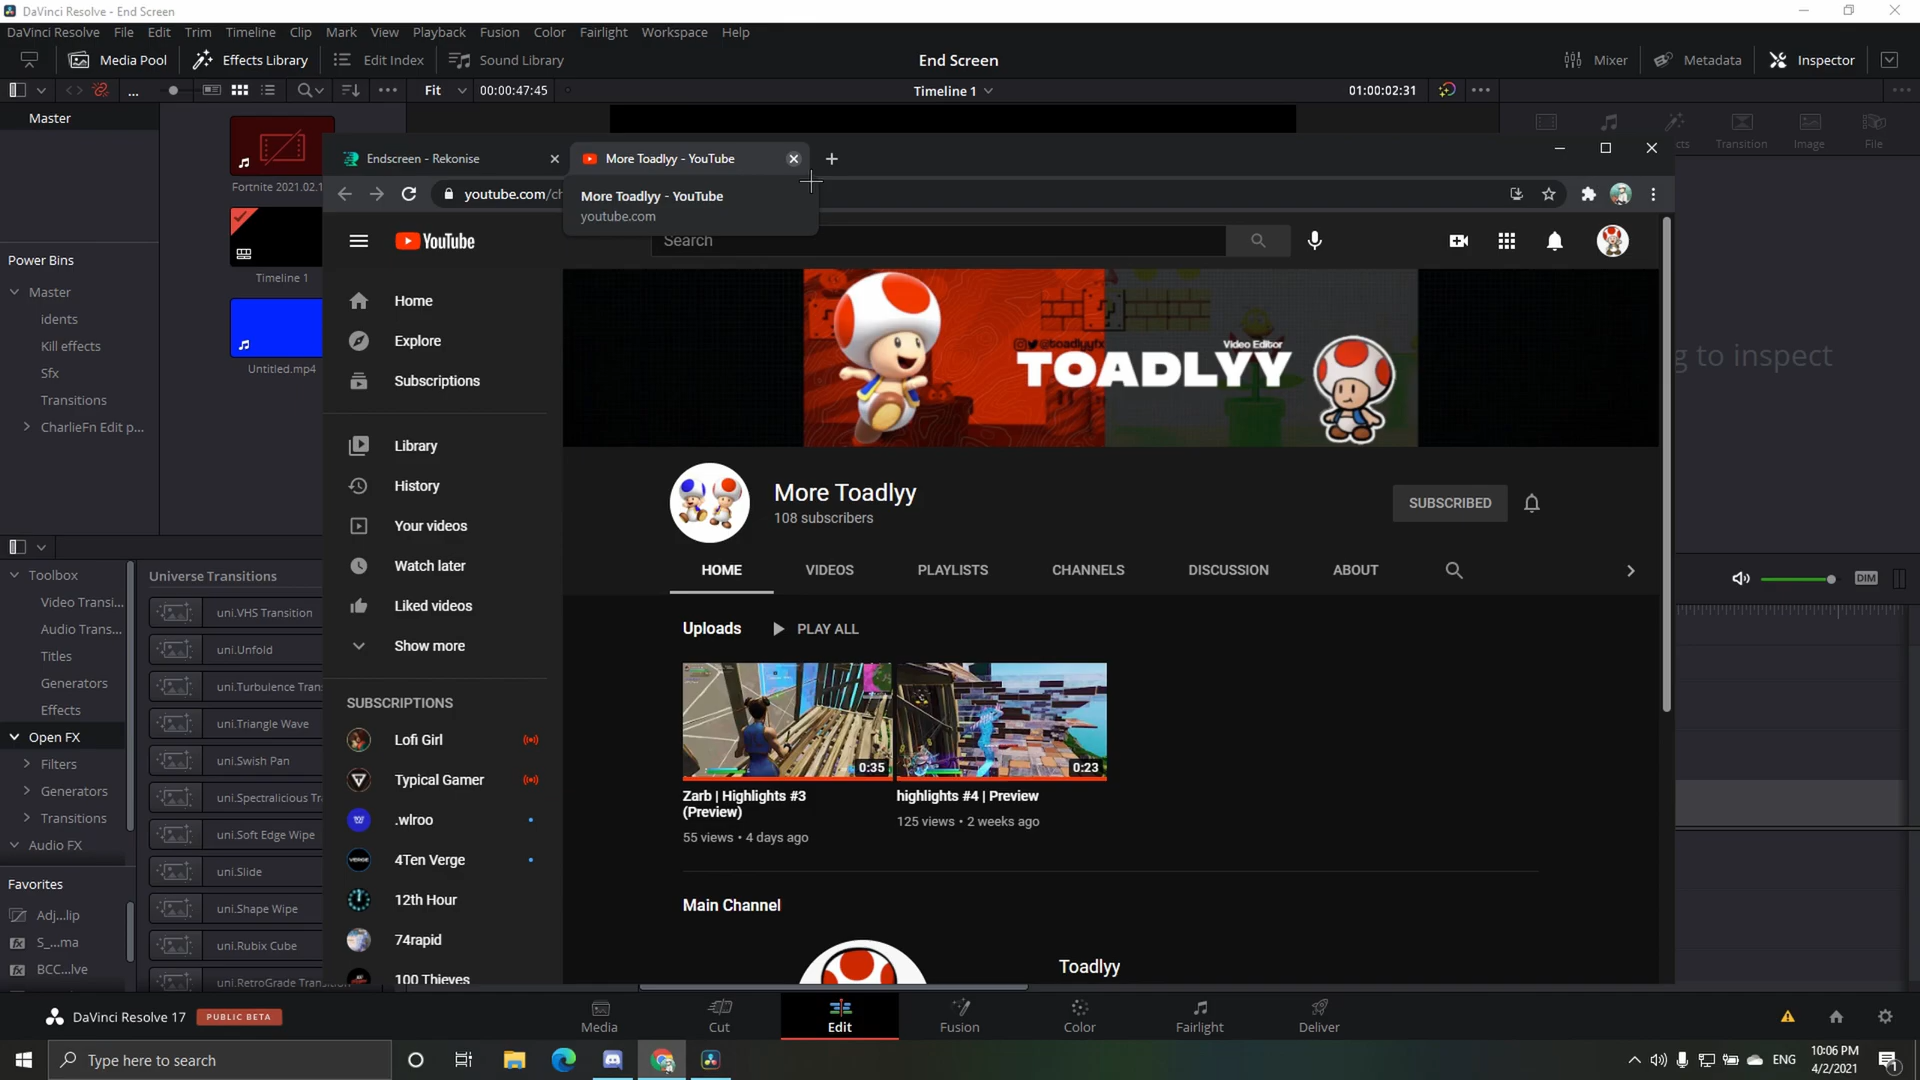 DaVinci Resolve - End Screen
DaVinci Resolve File Edit Trim Timeline Clip Mark View Playback Fusion Color Fairlight Workspace Help
Media Pool Effects Library Edit Index Sound Library End Screen Mixer Metadata Inspector
... Fit 00:00:47:45 Timeline 1 01:00:02:31
Master
Fortnite 2021.02.1
Timeline 1
Untitled.mp4
Transition Image File
Power Bins
Master
idents
Kill effects
Sfx
Transitions
CharlieFn Edit p...
Endscreen - Rekonise
More Toadlyy - YouTube
youtube.com/ch
More Toadlyy - YouTube
youtube.com
YouTube
Search
Home
Explore
Subscriptions
Library
History
Your videos
Watch later
Liked videos
Show more
SUBSCRIPTIONS
Lofi Girl
Typical Gamer
.wlroo
4Ten Verge
12th Hour
74rapid
100 Thieves
@toadlyyfx
Video Editor
TOADLYY
g to inspect
More Toadlyy
108 subscribers
SUBSCRIBED
HOME VIDEOS PLAYLISTS CHANNELS DISCUSSION ABOUT
Uploads PLAY ALL
0:35
Zarb | Highlights #3
(Preview)
55 views • 4 days ago
0:23
highlights #4 | Preview
125 views • 2 weeks ago
Main Channel
Toadlyy
DIM
Toolbox
Video Transi...
Audio Trans...
Titles
Generators
Effects
Open FX
Filters
Generators
Transitions
Audio FX
Favorites
Adj...lip
S_...ma
BCC...lve
Universe Transitions
uni.VHS Transition
uni.Unfold
uni.Turbulence Tran
uni.Triangle Wave
uni.Swish Pan
uni.Spectralicious Tr
uni.Soft Edge Wipe
uni.Slide
uni.Shape Wipe
uni.Rubix Cube
uni.RetroGrade Transition
DaVinci Resolve 17 PUBLIC BETA
Media Cut Edit Fusion Color Fairlight Deliver
Type here to search
ENG
10:06 PM
4/2/2021
1